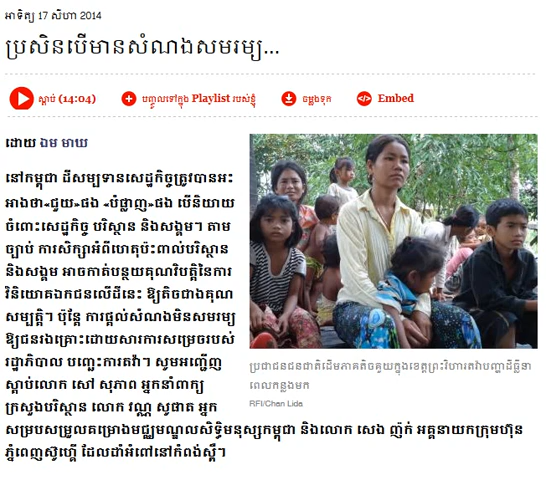 អាទិត្យ 17 សីហា 2014
ប្រសិនបើមានសំណងសមរម្យ...
ស្តាប់ (14:04)
បញ្ចូលទៅក្នុង Playlist របស់ខ្ញុំ
ចម្លងទុក
Embed
ដោយ ឯម មាឃ
នៅកម្ពុជា ដីសម្បទានសេដ្ឋកិច្ចត្រូវបានអះ
អាងថា«ជួយ»ផង «បំផ្លាញ»ផង បើនិយាយ
ចំពោះសេដ្ឋកិច្ច បរិស្ថាន និងសង្គម។ តាម
ច្បាប់ ការសិក្សាអំពីហេតុប៉ះពាល់បរិស្ថាន
និងសង្គម អាចកាត់បន្ថយគុណវិបត្តិនៃការ
វិនិយោគឯកជនលើដីនេះ ឱ្យតិចជាងគុណ
សម្បត្តិ។ ប៉ុន្តែ ការផ្តល់សំណងមិនសមរម្យ
ឱ្យជនរងគ្រោះដោយសារការសម្រេចរបស់
រដ្ឋាភិបាល បញ្ឆេះការតវ៉ា។ សូមអញ្ជើញ
ស្តាប់លោក សៅ សុភាព អ្នកនាំពាក្យ
ក្រសួងបរិស្ថាន លោក វណ្ណ សូផាត អ្នក
សម្របសម្រួលគម្រោងមជ្ឈមណ្ឌលសិទ្ធិមនុស្សកម្ពុជា និងលោក សេង ញ៉ក់ អគ្គនាយកក្រុមហ៊ុន
ភ្នំពេញស៊ូហ្គើ ដែលដាំអំពៅនៅកំពង់ស្ពឺ។
ប្រជាជនជនជាតិដើមភាគតិចគួយក្នុងខេត្តព្រះវិហារតវ៉ាបញ្ហាដីធ្លីនា
ពេលកន្លងមក
RFI/Chan Lida